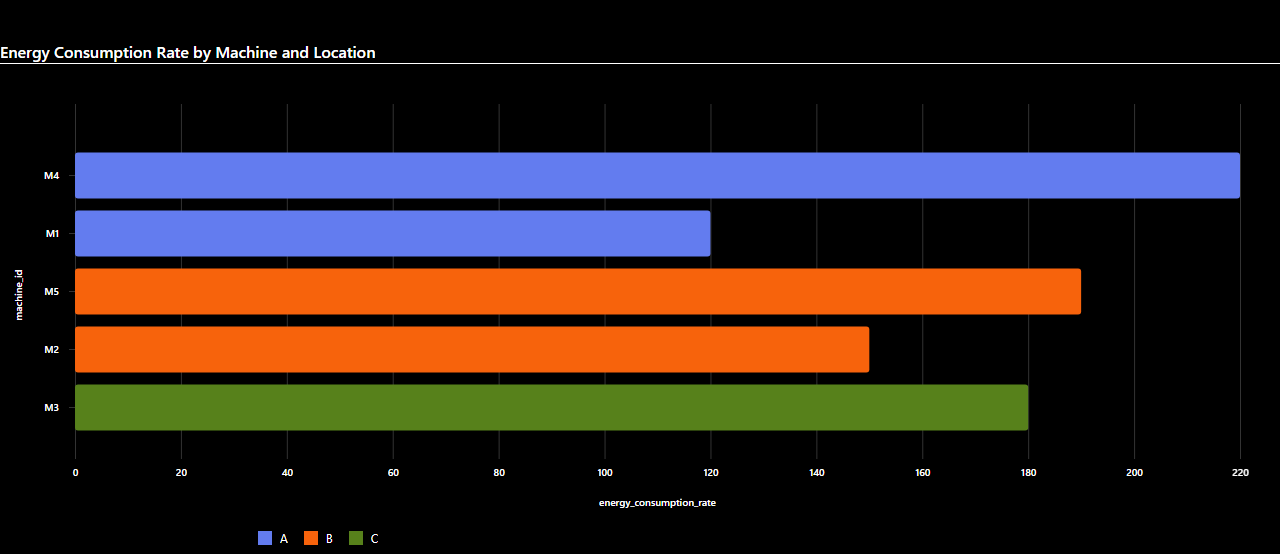 Energy Consumption Rate by Machine and Location
M4
M1
M5
M2
M3
machine_id
0 20 40 60 80 100 120 140 160 180 200 220
energy_consumption_rate
A B C